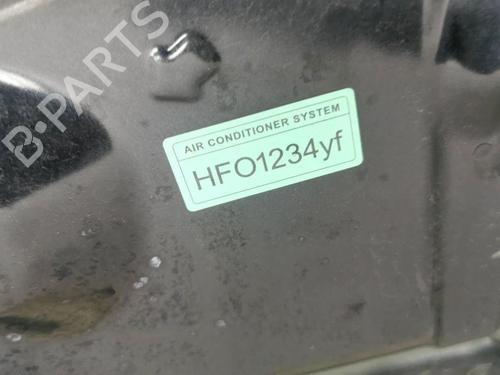 B-PARTS
AIR CONDITIONER SYSTEM
HFO1234yf